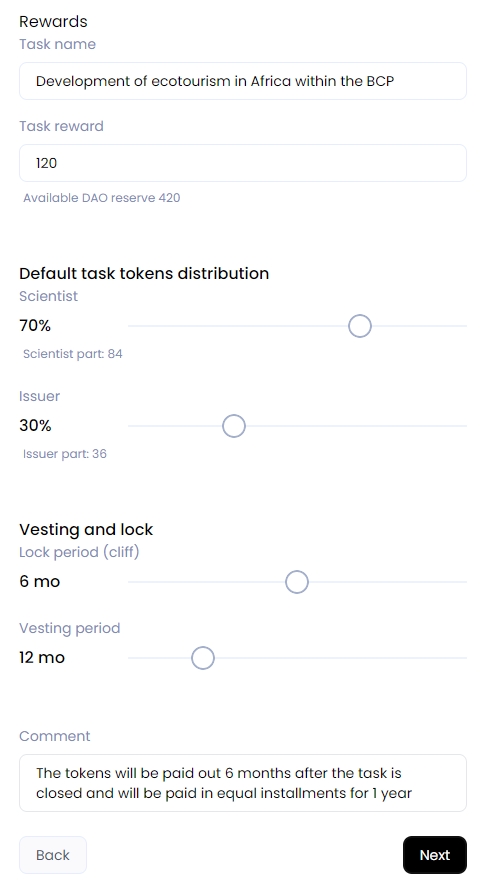 Rewards
Task name
Development of ecotourism in Africa within the BCP
Task reward
120
Available DAO reserve 420
Default task tokens distribution
Scientist
70%
Scientist part: 84
Issuer
30%
Issuer part: 36
Vesting and lock
Lock period (cliff)
6 mo
Vesting period
12 mo
Comment
The tokens will be paid out 6 months after the task is
closed and will be paid in equal installments for 1 year
Back
Next